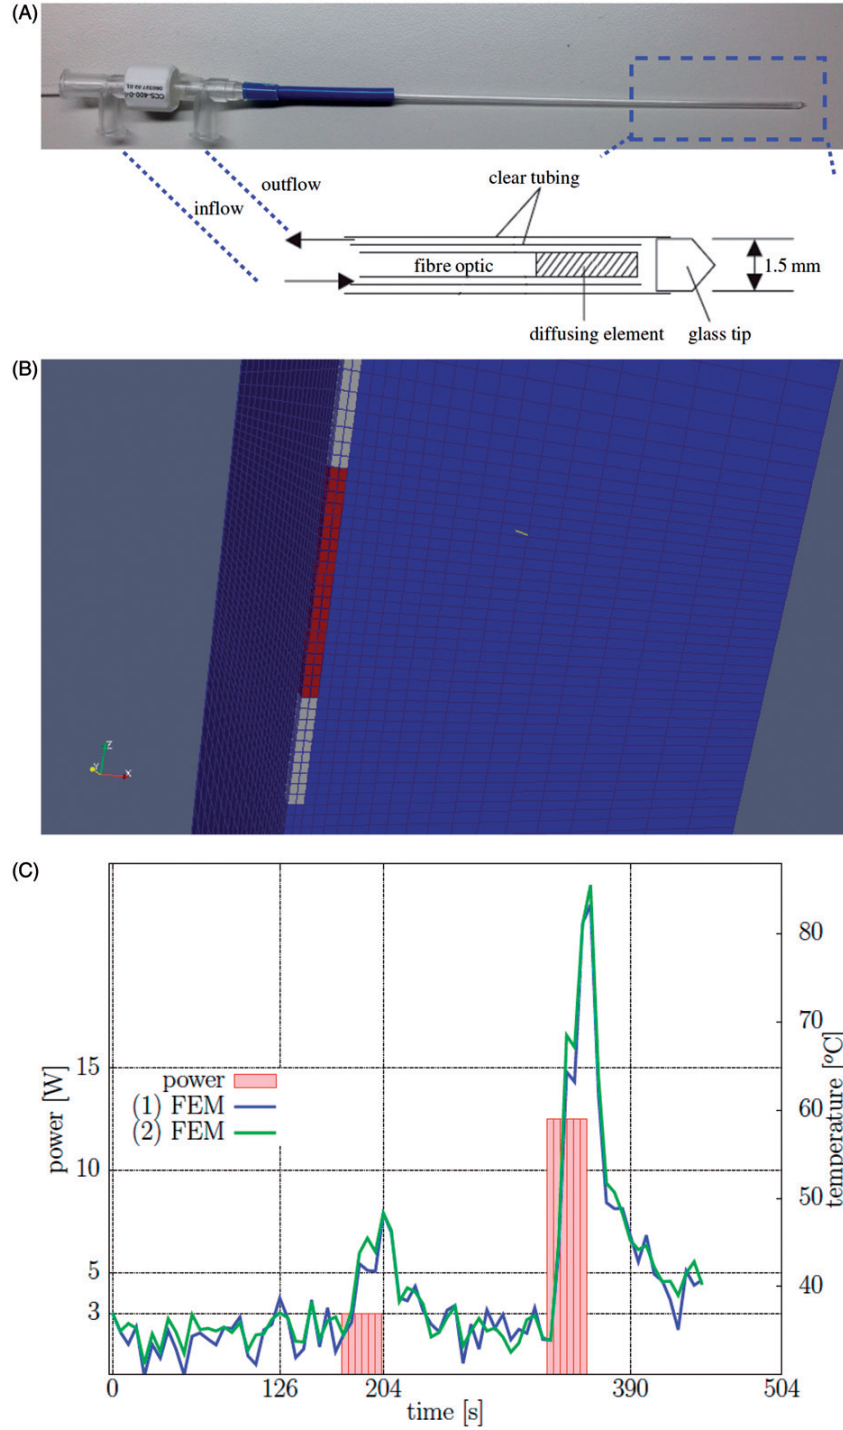 (A)
outflow
inflow
clear tubing
fibre optic
1.5 mm
diffusing element
glass tip
(B)
Z
Y
X
(C)
power [W]
15
10
5
3
power
(1) FEM
(2) FEM
80
70
60
50
40
temperature [ºC]
0
126
204
390
504
time [s]